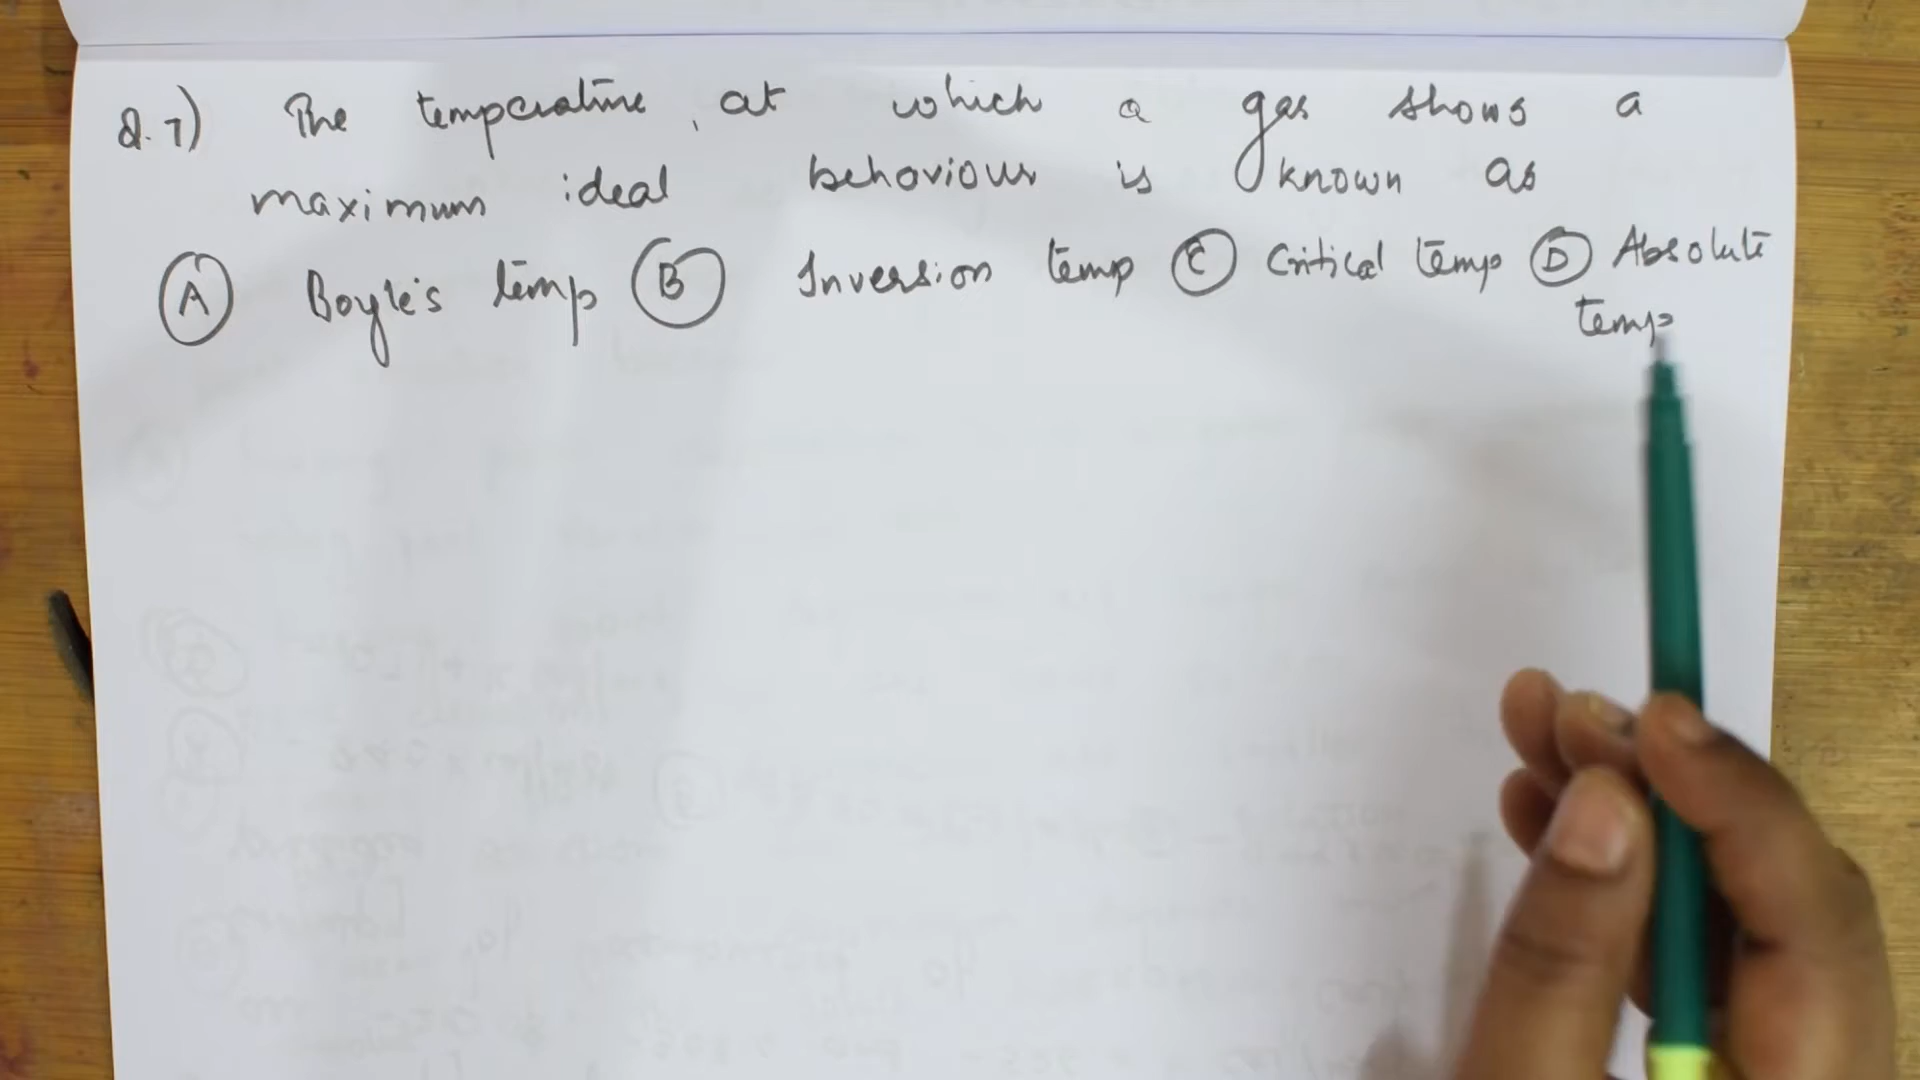 Q.7) The temperature, at which a gas shows a
maximum ideal behaviour is known as
(A) Boyle's temp (B) Inversion temp (C) Critical temp (D) Absolute
temp